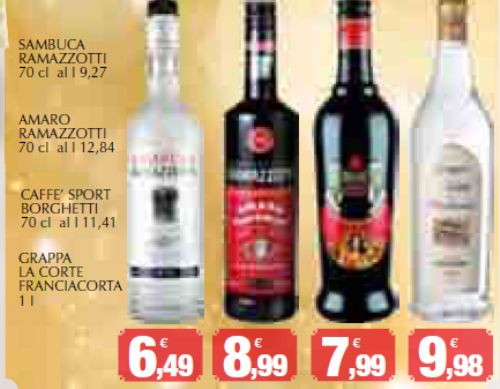 SAMBUCA
RAMAZZOTTI
70 cl al l 9,27
AMARO
RAMAZZOTTI
70 cl al l 12,84
CAFFE' SPORT
BORGHETTI
70 cl al l 11,41
GRAPPA
LA CORTE
FRANCIACORTA
1 l
RAMAZZOTTI
€ 6,49
€ 8,99
€ 7,99
€ 9,98